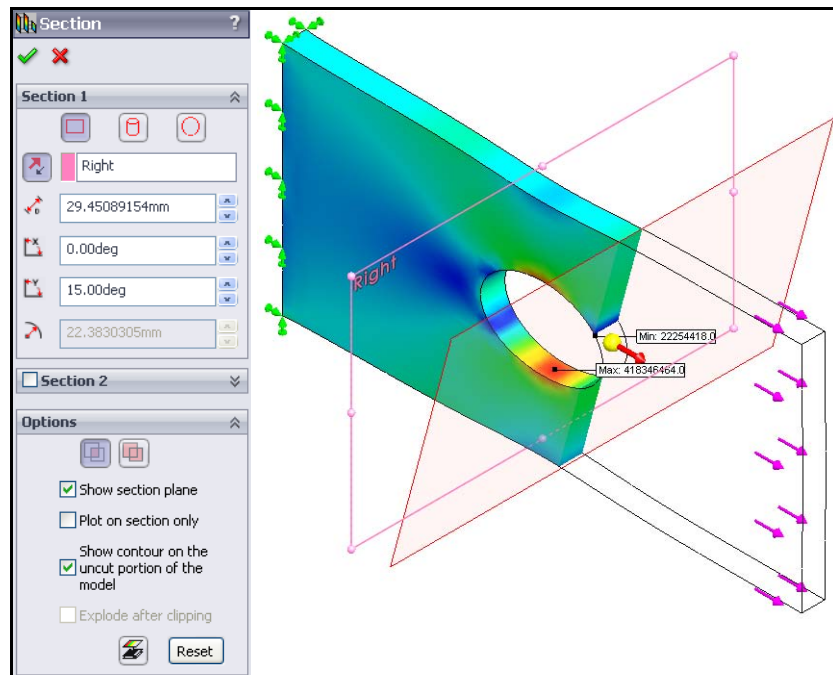 Section ?
Section 1
Right
29.45089154mm
0.00deg
15.00deg
22.3830305mm
Section 2
Options
Show section plane
Plot on section only
Show contour on the
uncut portion of the
model
Explode after clipping
Reset
Right
Min: 22254418.0
Max: 418346464.0